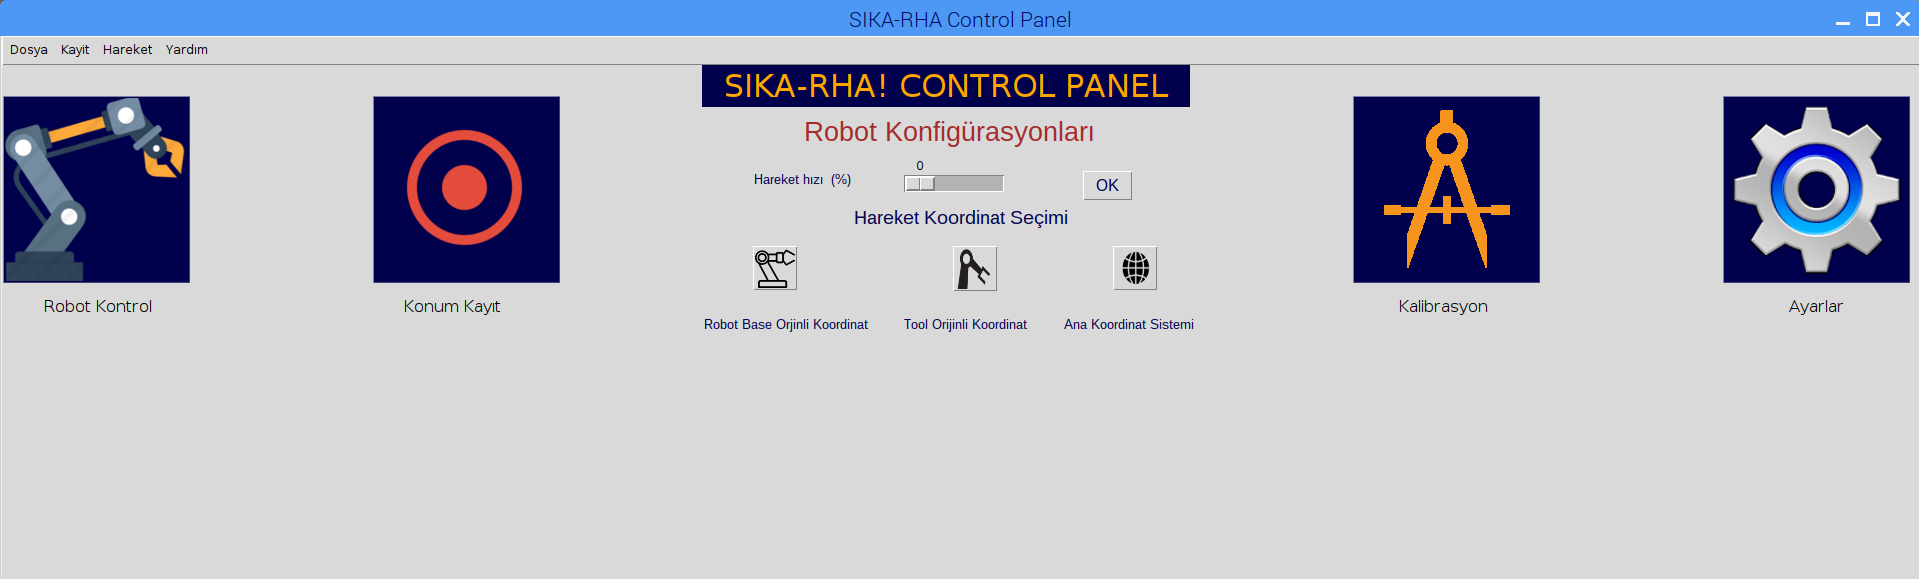 SIKA-RHA Control Panel
Dosya Kayit Hareket Yardım
SIKA-RHA! CONTROL PANEL
Robot Konfigürasyonları
0
Hareket hızı (%)
OK
Hareket Koordinat Seçimi
Robot Kontrol
Konum Kayıt
Kalibrasyon
Ayarlar
Robot Base Orjinli Koordinat
Tool Orijinli Koordinat
Ana Koordinat Sistemi